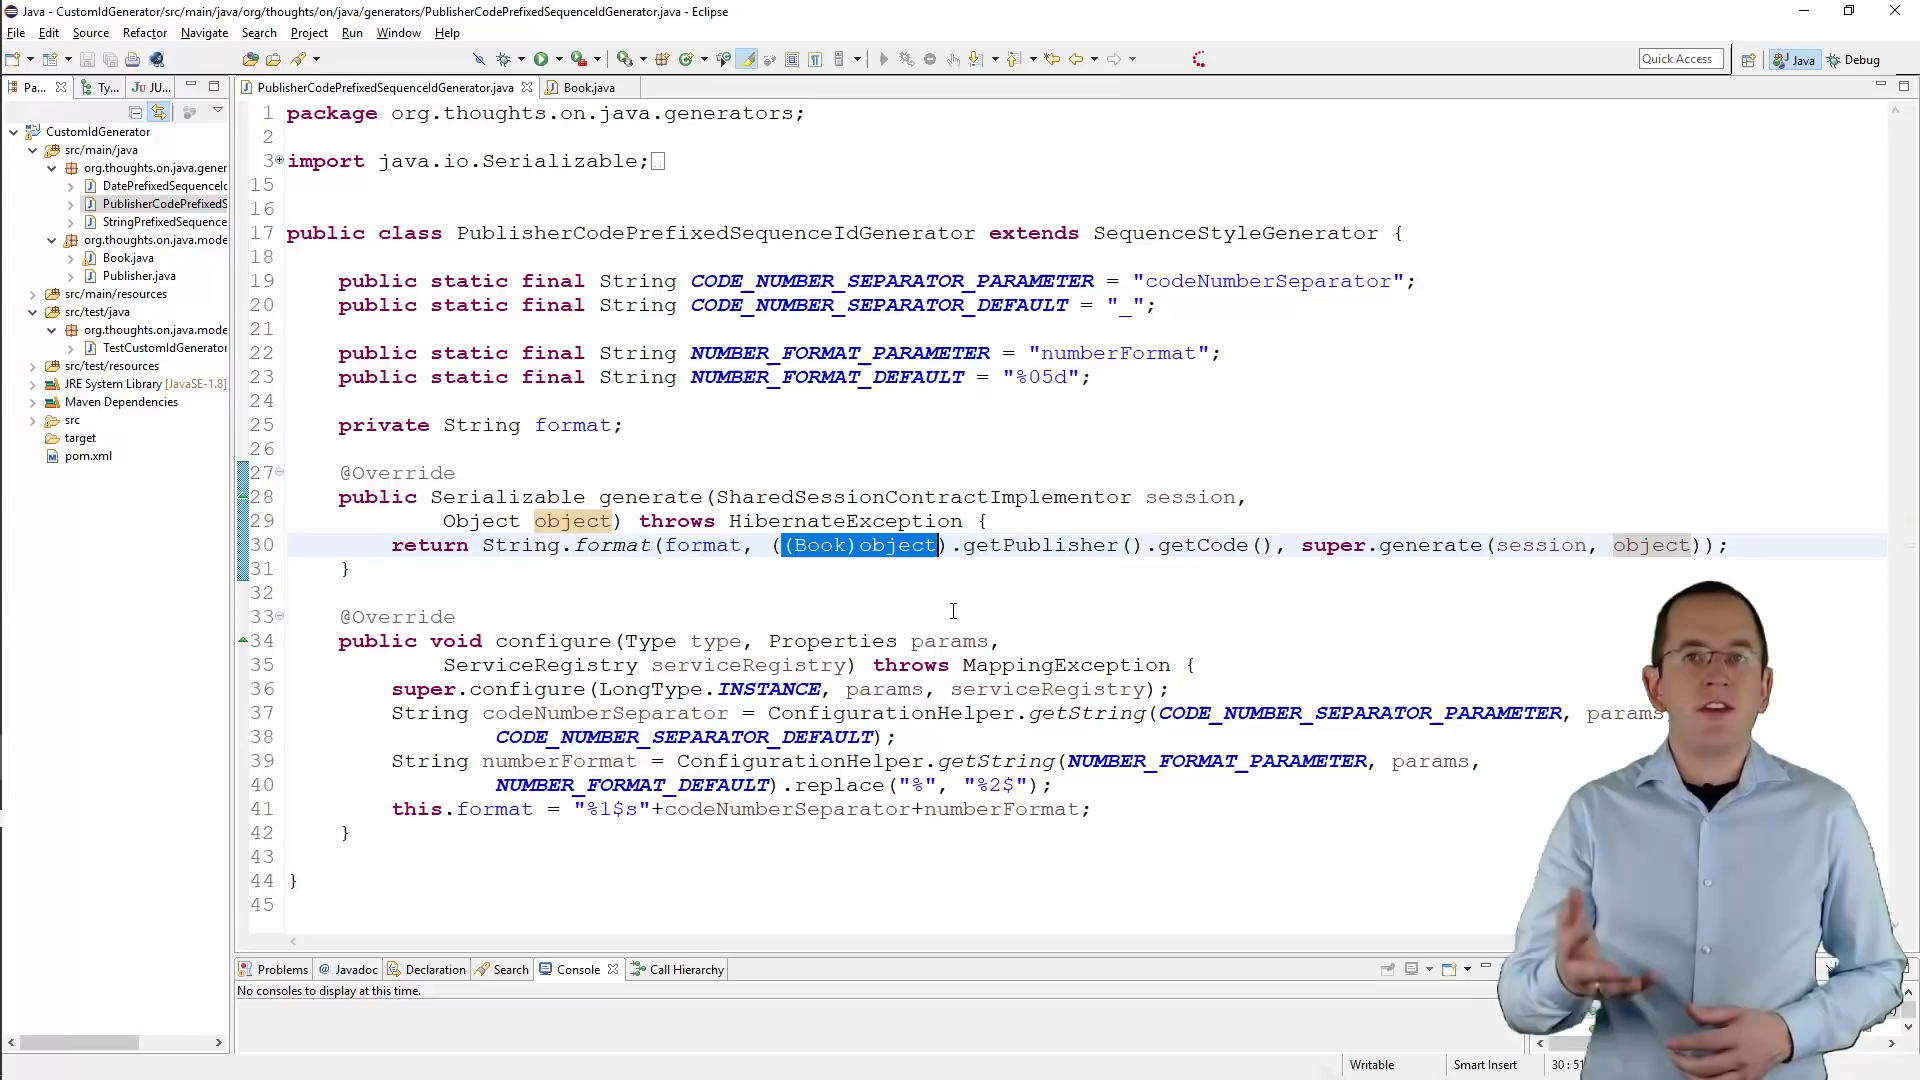 Java - CustomIdGenerator/src/main/java/org/thoughts/on/java/generators/PublisherCodePrefixedSequenceIdGenerator.java - Eclipse
File Edit Source Refactor Navigate Search Project Run Window Help
Quick Access Java Debug
Pa... Ty... JU...
PublisherCodePrefixedSequenceIdGenerator.java Book.java
CustomIdGenerator
src/main/java
org.thoughts.on.java.gener
DatePrefixedSequenceId
PublisherCodePrefixedS
StringPrefixedSequence
org.thoughts.on.java.mode
Book.java
Publisher.java
src/main/resources
src/test/java
org.thoughts.on.java.mode
TestCustomIdGenerator
src/test/resources
JRE System Library [JavaSE-1.8]
Maven Dependencies
src
target
pom.xml
1 package org.thoughts.on.java.generators;
2
3 import java.io.Serializable;
15
16
17 public class PublisherCodePrefixedSequenceIdGenerator extends SequenceStyleGenerator {
18
19 public static final String CODE_NUMBER_SEPARATOR_PARAMETER = "codeNumberSeparator";
20 public static final String CODE_NUMBER_SEPARATOR_DEFAULT = "_";
21
22 public static final String NUMBER_FORMAT_PARAMETER = "numberFormat";
23 public static final String NUMBER_FORMAT_DEFAULT = "%05d";
24
25 private String format;
26
27 @Override
28 public Serializable generate(SharedSessionContractImplementor session,
29 Object object) throws HibernateException {
30 return String.format(format, ((Book)object).getPublisher().getCode(), super.generate(session, object));
31 }
32
33 @Override
34 public void configure(Type type, Properties params,
35 ServiceRegistry serviceRegistry) throws MappingException {
36 super.configure(LongType.INSTANCE, params, serviceRegistry);
37 String codeNumberSeparator = ConfigurationHelper.getString(CODE_NUMBER_SEPARATOR_PARAMETER, params,
38 CODE_NUMBER_SEPARATOR_DEFAULT);
39 String numberFormat = ConfigurationHelper.getString(NUMBER_FORMAT_PARAMETER, params,
40 NUMBER_FORMAT_DEFAULT).replace("%", "%2$");
41 this.format = "%1$s"+codeNumberSeparator+numberFormat;
42 }
43
44 }
45
Problems Javadoc Declaration Search Console Call Hierarchy
No consoles to display at this time.
Writable Smart Insert 30 : 51